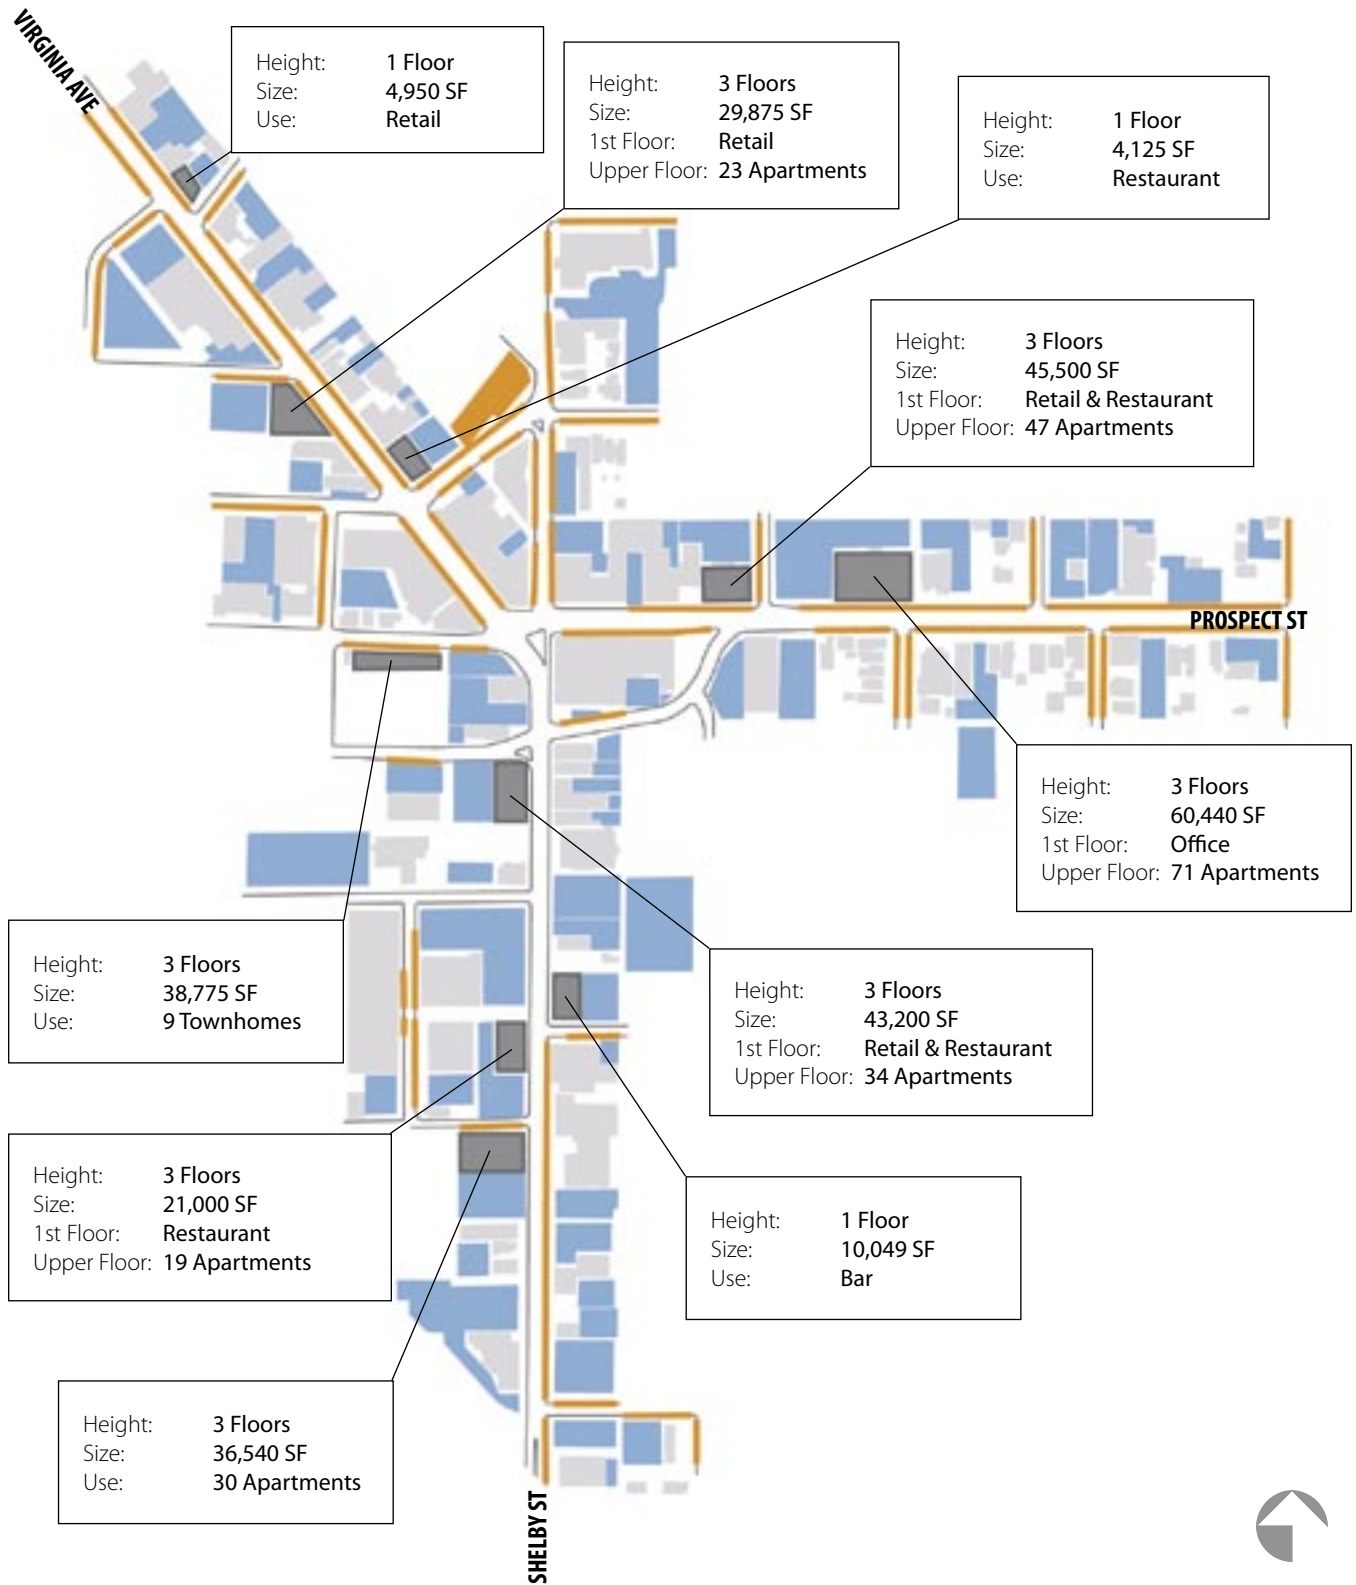 VIRGINIA AVE
Height: 1 Floor
Size: 4,950 SF
Use: Retail
Height: 3 Floors
Size: 29,875 SF
1st Floor: Retail
Upper Floor: 23 Apartments
Height: 1 Floor
Size: 4,125 SF
Use: Restaurant
Height: 3 Floors
Size: 45,500 SF
1st Floor: Retail & Restaurant
Upper Floor: 47 Apartments
PROSPECT ST
Height: 3 Floors
Size: 60,440 SF
1st Floor: Office
Upper Floor: 71 Apartments
Height: 3 Floors
Size: 38,775 SF
Use: 9 Townhomes
Height: 3 Floors
Size: 43,200 SF
1st Floor: Retail & Restaurant
Upper Floor: 34 Apartments
Height: 3 Floors
Size: 21,000 SF
1st Floor: Restaurant
Upper Floor: 19 Apartments
Height: 1 Floor
Size: 10,049 SF
Use: Bar
Height: 3 Floors
Size: 36,540 SF
Use: 30 Apartments
SHELBY ST